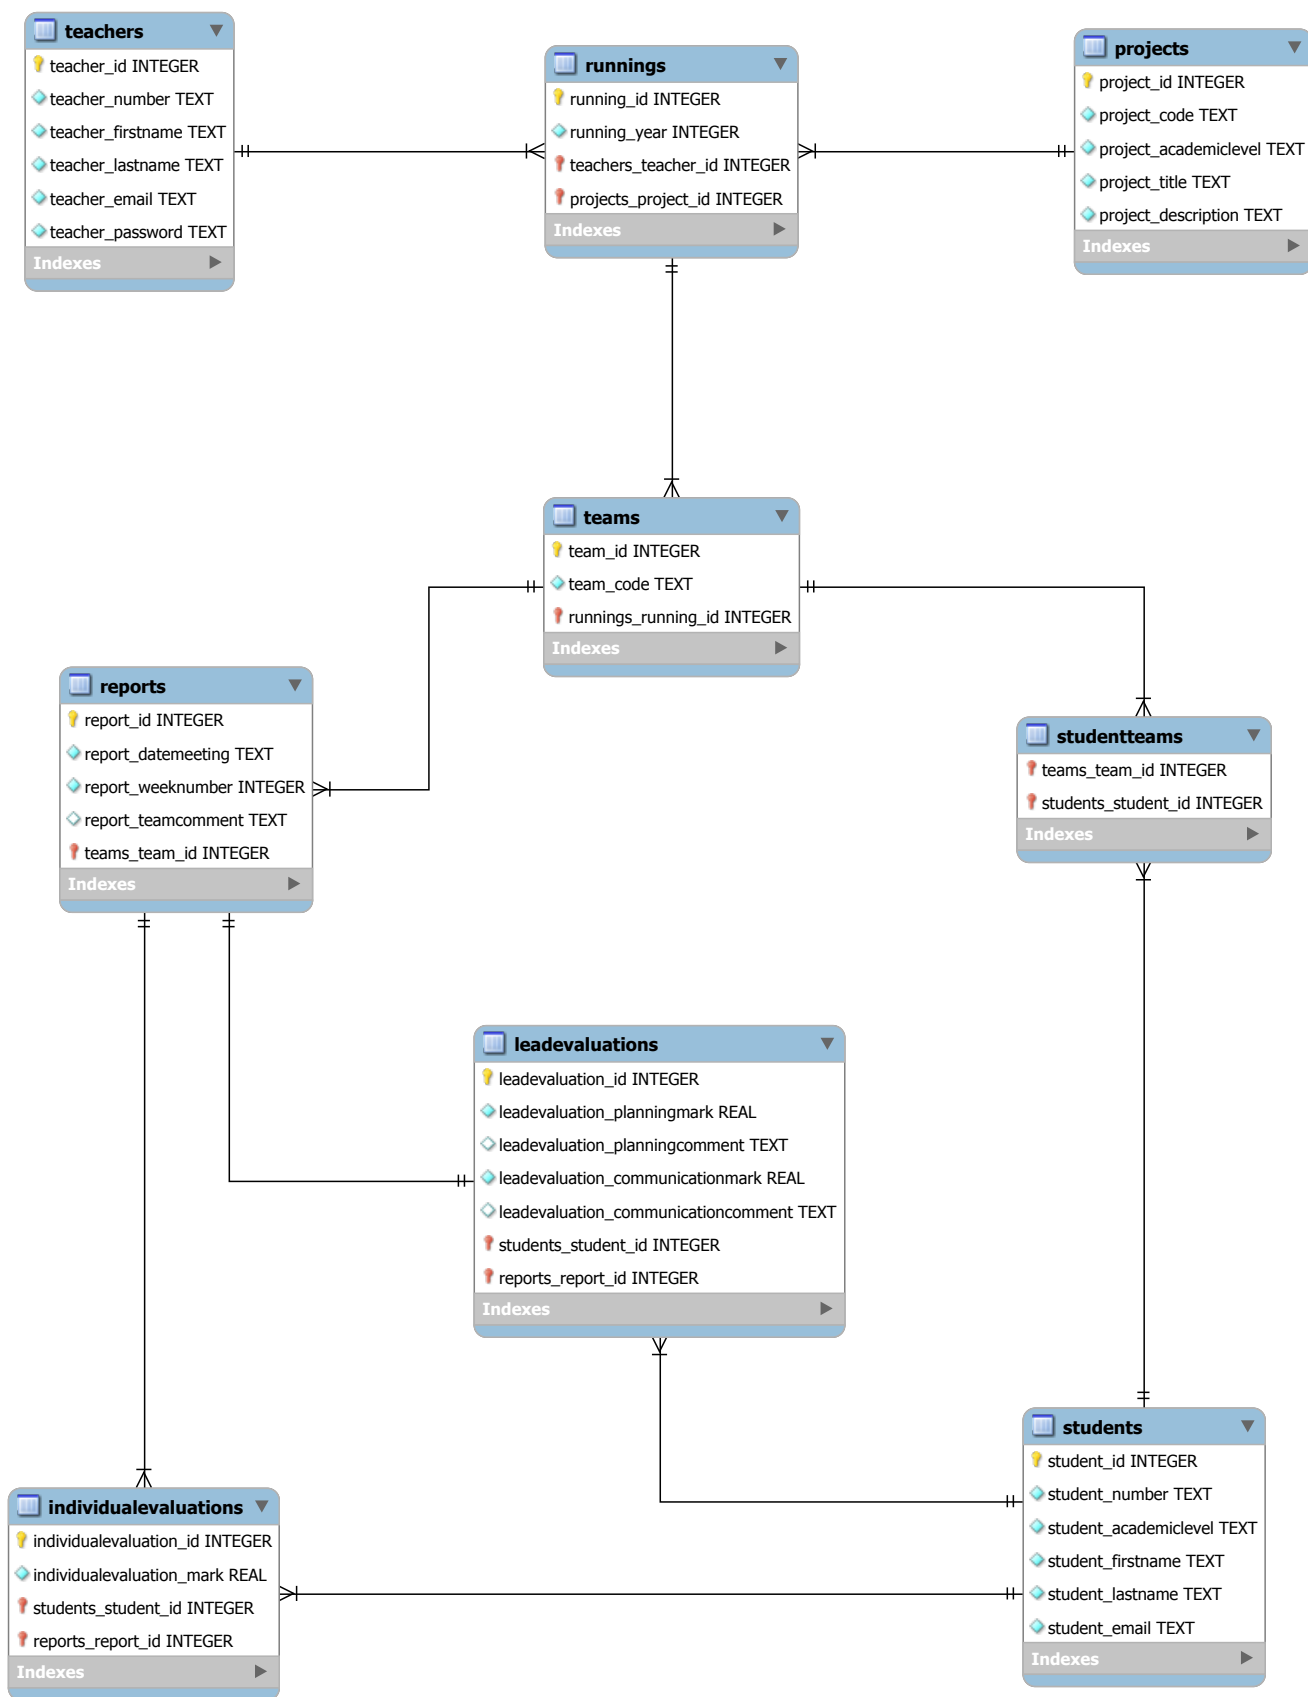 teachers
teacher_id INTEGER
teacher_number TEXT
teacher_firstname TEXT
teacher_lastname TEXT
teacher_email TEXT
teacher_password TEXT
Indexes
runnings
running_id INTEGER
running_year INTEGER
teachers_teacher_id INTEGER
projects_project_id INTEGER
Indexes
projects
project_id INTEGER
project_code TEXT
project_academiclevel TEXT
project_title TEXT
project_description TEXT
Indexes
teams
team_id INTEGER
team_code TEXT
runnings_running_id INTEGER
Indexes
reports
report_id INTEGER
report_datemeeting TEXT
report_weeknumber INTEGER
report_teamcomment TEXT
teams_team_id INTEGER
Indexes
studentteams
teams_team_id INTEGER
students_student_id INTEGER
Indexes
leadevaluations
leadevaluation_id INTEGER
leadevaluation_planningmark REAL
leadevaluation_planningcomment TEXT
leadevaluation_communicationmark REAL
leadevaluation_communicationcomment TEXT
students_student_id INTEGER
reports_report_id INTEGER
Indexes
individualevaluations
individualevaluation_id INTEGER
individualevaluation_mark REAL
students_student_id INTEGER
reports_report_id INTEGER
Indexes
students
student_id INTEGER
student_number TEXT
student_academiclevel TEXT
student_firstname TEXT
student_lastname TEXT
student_email TEXT
Indexes